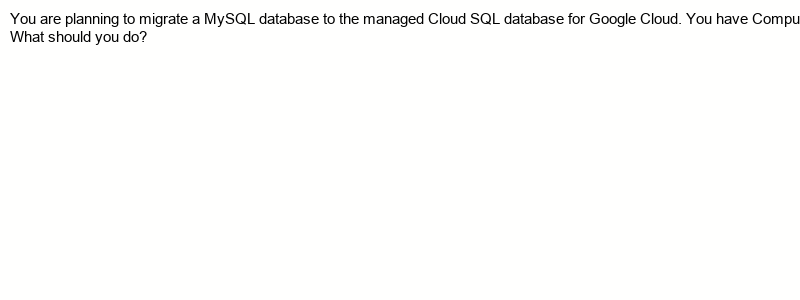 You are planning to migrate a MySQL database to the managed Cloud SQL database for Google Cloud. You have Compu
What should you do?